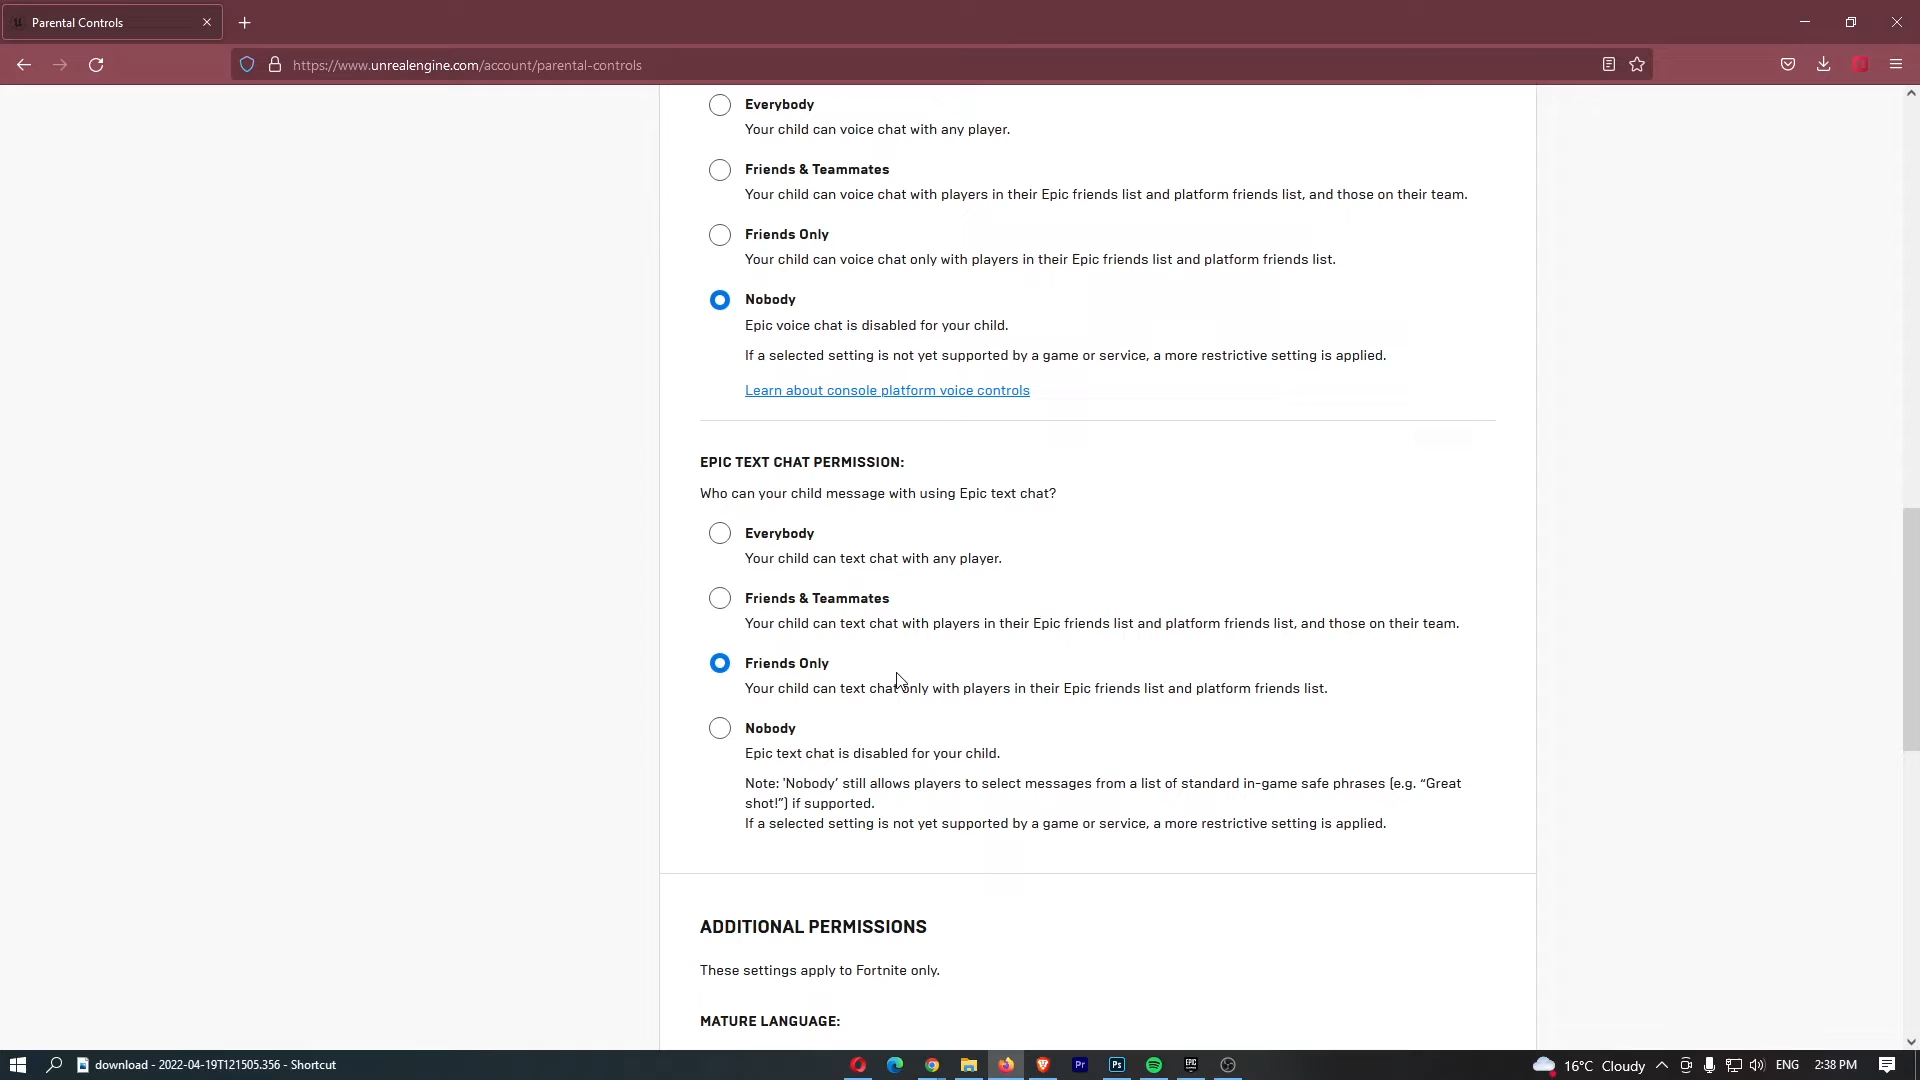 Parental Controls
https://www.unrealengine.com/account/parental-controls
Everybody
Your child can voice chat with any player.
Friends & Teammates
Your child can voice chat with players in their Epic friends list and platform friends list, and those on their team.
Friends Only
Your child can voice chat only with players in their Epic friends list and platform friends list.
Nobody
Epic voice chat is disabled for your child.
If a selected setting is not yet supported by a game or service, a more restrictive setting is applied.
Learn about console platform voice controls
EPIC TEXT CHAT PERMISSION:
Who can your child message with using Epic text chat?
Everybody
Your child can text chat with any player.
Friends & Teammates
Your child can text chat with players in their Epic friends list and platform friends list, and those on their team.
Friends Only
Your child can text chat only with players in their Epic friends list and platform friends list.
Nobody
Epic text chat is disabled for your child.
Note: 'Nobody’ still allows players to select messages from a list of standard in-game safe phrases (e.g. “Great
shot!”) if supported.
If a selected setting is not yet supported by a game or service, a more restrictive setting is applied.
ADDITIONAL PERMISSIONS
These settings apply to Fortnite only.
MATURE LANGUAGE:
download - 2022-04-19T121505.356 - Shortcut
Pr
Ps
EPIC
16°C Cloudy
ENG
2:38 PM